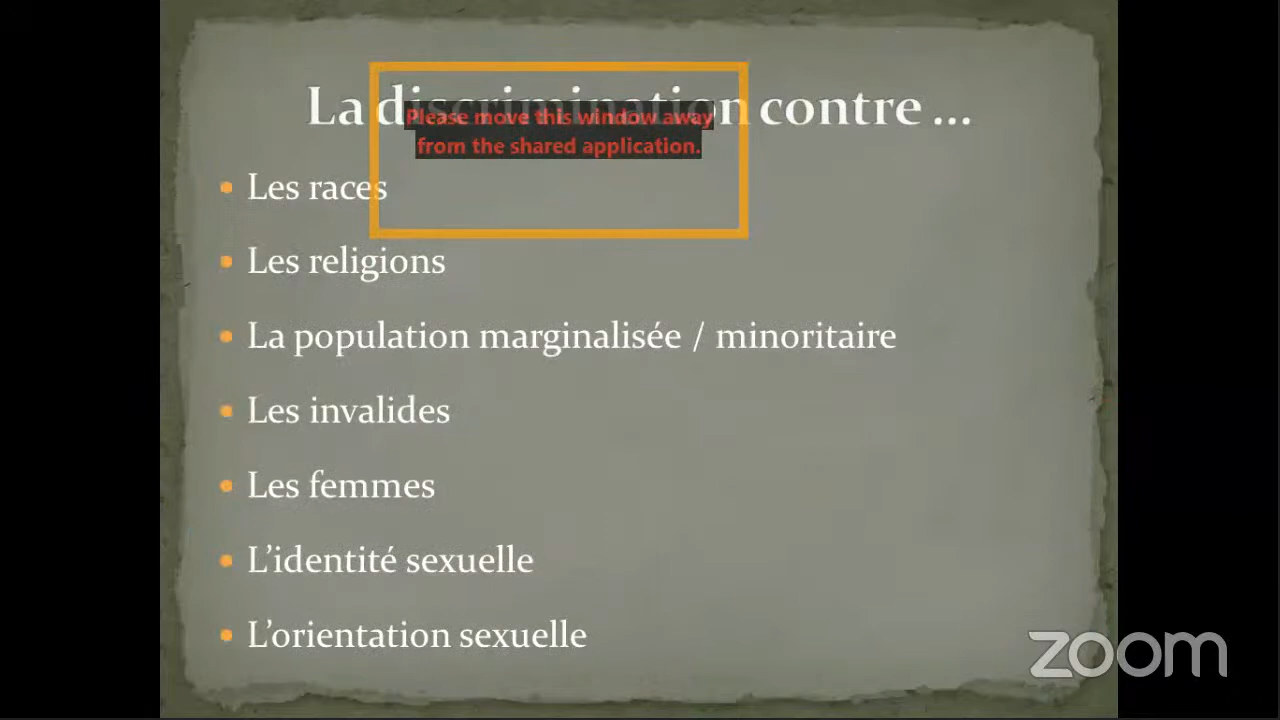 La discrimination contre ...
Please move this window away
from the shared application.
• Les races
• Les religions
• La population marginalisée / minoritaire
• Les invalides
• Les femmes
• L’identité sexuelle
• L’orientation sexuelle
zoom